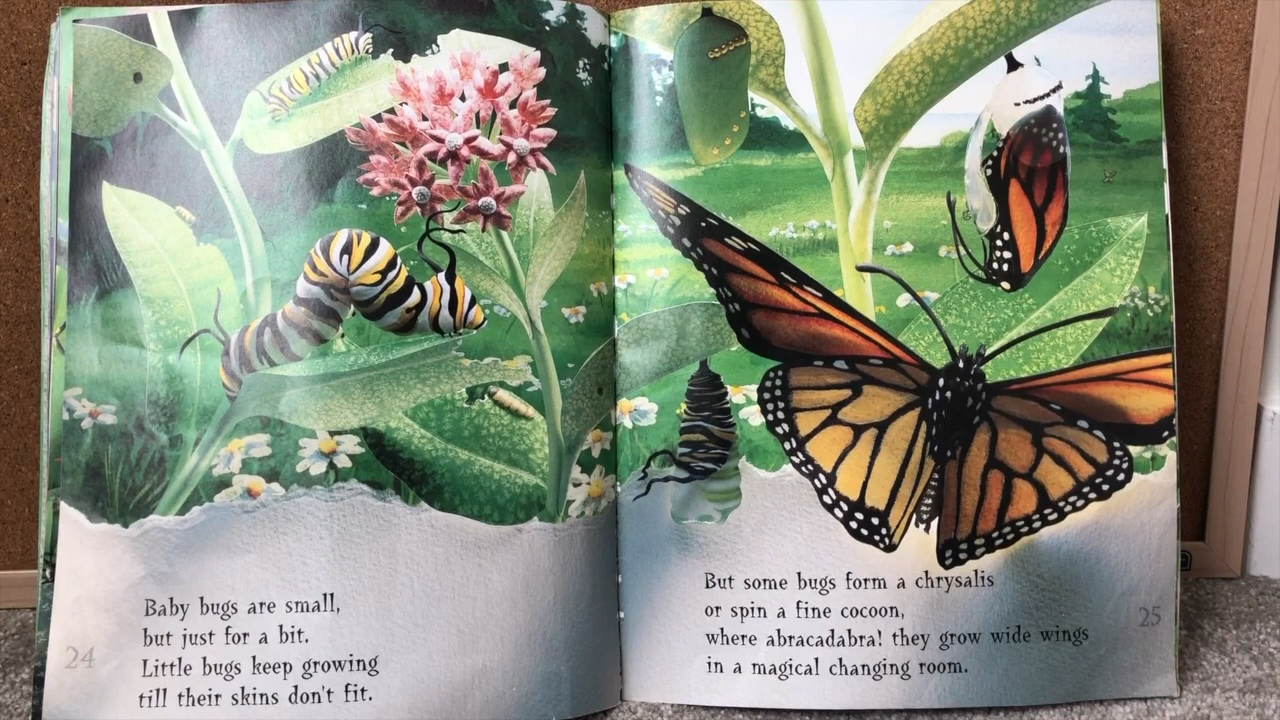 Baby bugs are small,
but just for a bit.
Little bugs keep growing
till their skins don't fit.
24
But some bugs form a chrysalis
or spin a fine cocoon,
where abracadabra! they grow wide wings
in a magical changing room.
25